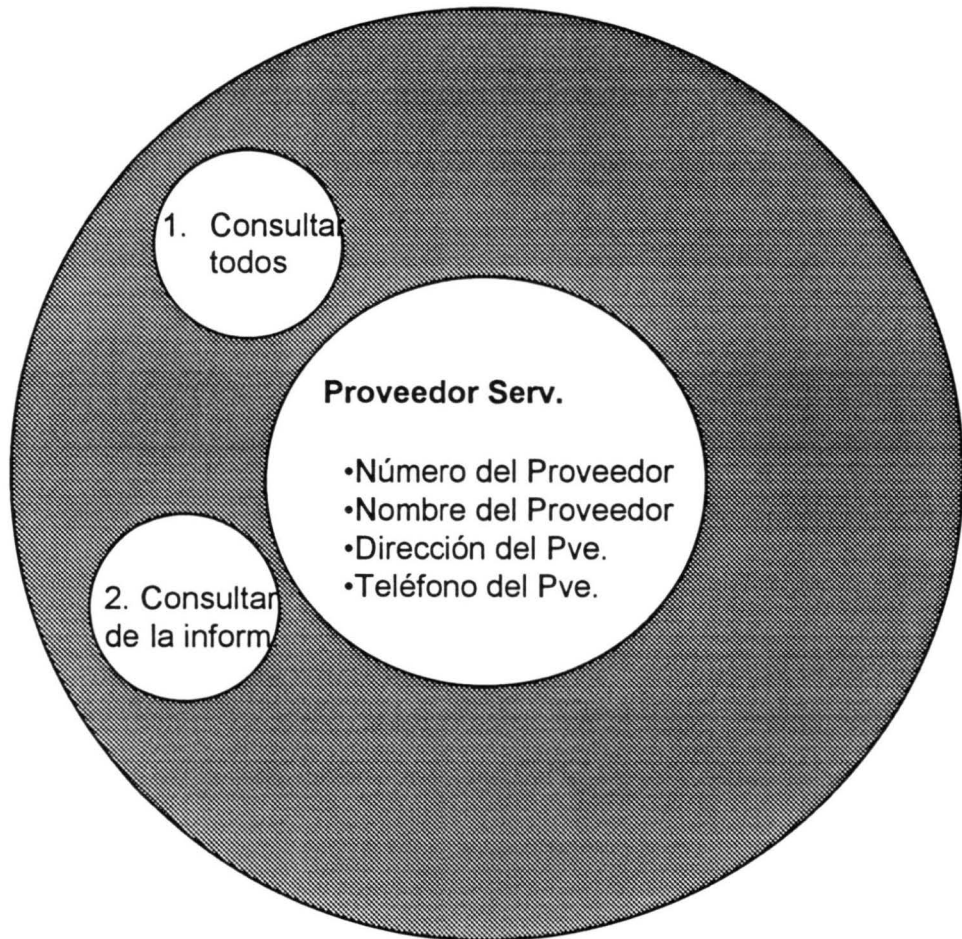 1. Consultar
todos
Proveedor Serv.
•Número del Proveedor
•Nombre del Proveedor
•Dirección del Pve.
•Teléfono del Pve.
2. Consultar
de la inform.